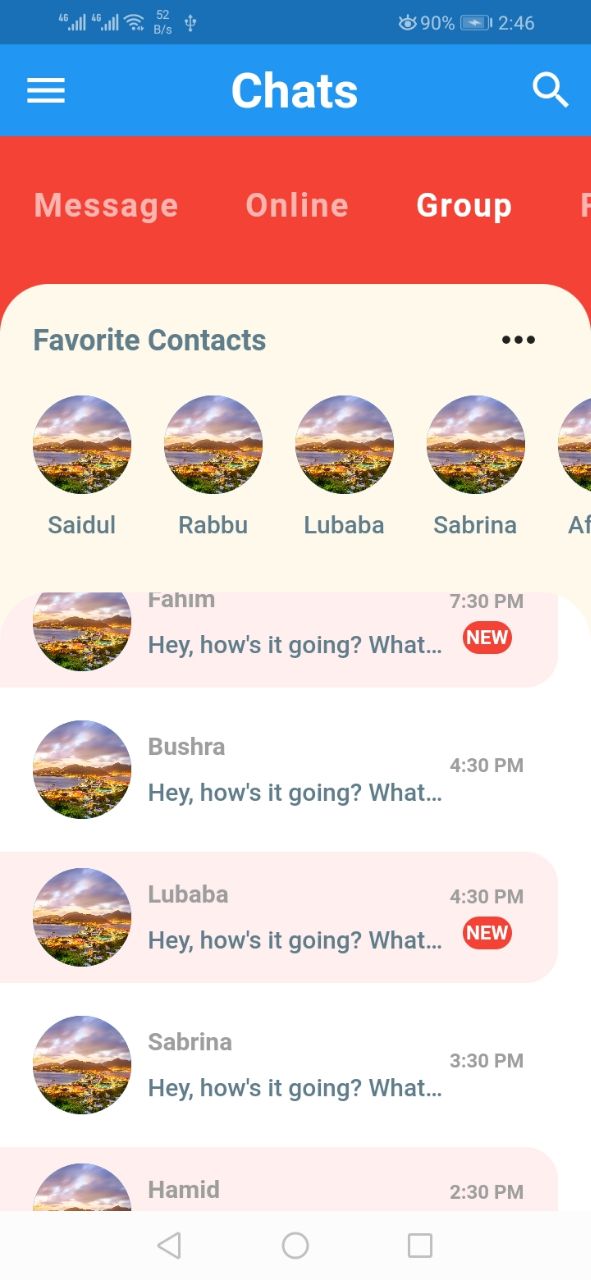 4G 4G 52 B/s 90% 2:46
Chats
Message Online Group
Favorite Contacts
Saidul Rabbu Lubaba Sabrina Af
Fahim 7:30 PM
Hey, how's it going? What... NEW
Bushra
4:30 PM
Hey, how's it going? What...
Lubaba 4:30 PM
Hey, how's it going? What... NEW
Sabrina
3:30 PM
Hey, how's it going? What...
Hamid 2:30 PM